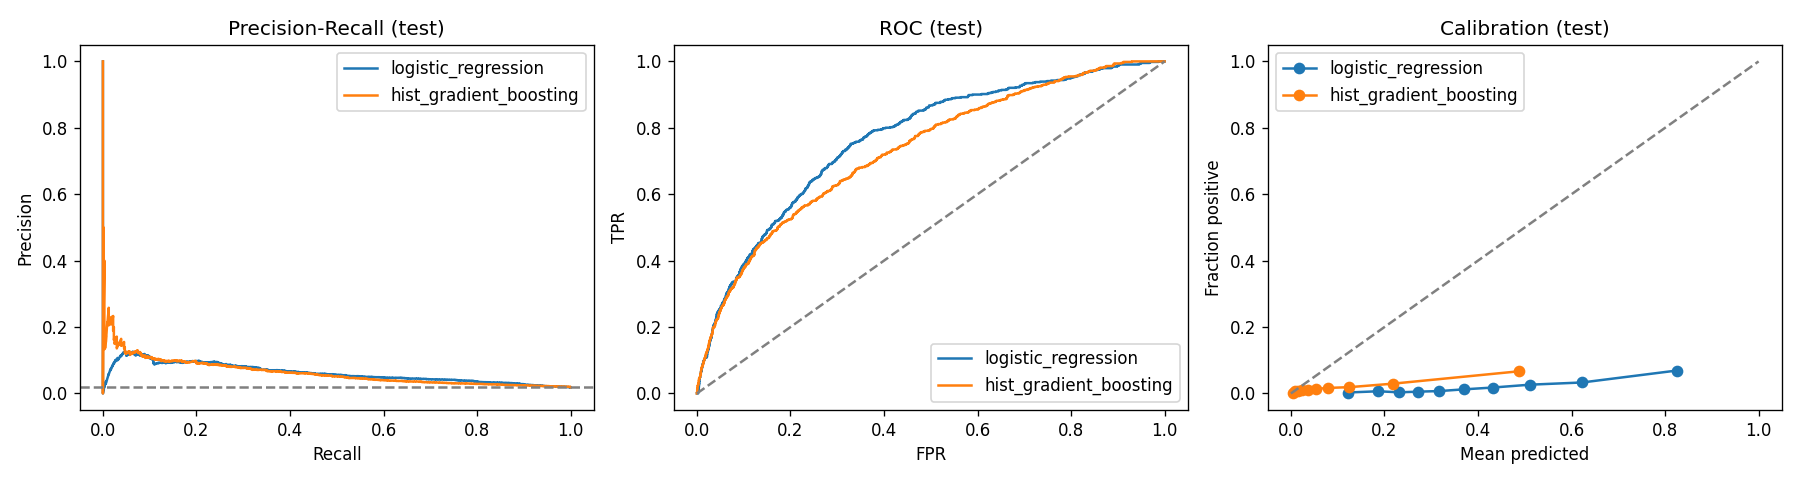 Precision-Recall (test)
Precision
1.0
0.8
0.6
0.4
0.2
0.0
logistic_regression
hist_gradient_boosting
0.0 0.2 0.4 0.6 0.8 1.0
Recall
ROC (test)
TPR
1.0
0.8
0.6
0.4
0.2
0.0
logistic_regression
hist_gradient_boosting
0.0 0.2 0.4 0.6 0.8 1.0
FPR
Calibration (test)
Fraction positive
1.0
0.8
0.6
0.4
0.2
0.0
logistic_regression
hist_gradient_boosting
0.0 0.2 0.4 0.6 0.8 1.0
Mean predicted